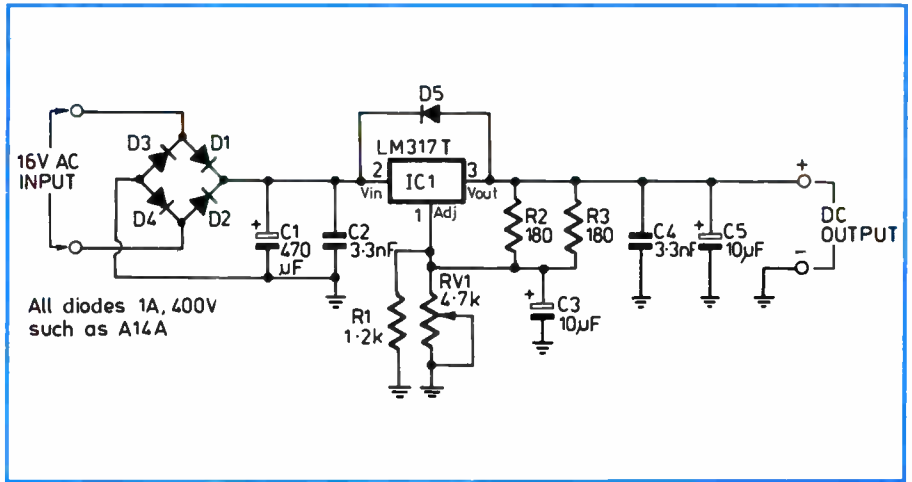 16V AC
INPUT
D3
D1
D4
D2
+
C1
470
µF
C2
3·3nF
D5
LM317T
2
IC1
3
Vin
Vout
1
Adj
R1
1·2k
RV1
4·7k
R2
180
R3
180
+
C3
10µF
C4
3·3nF
+
C5
10µF
+
−
DC
OUTPUT
All diodes 1A, 400V
such as A14A